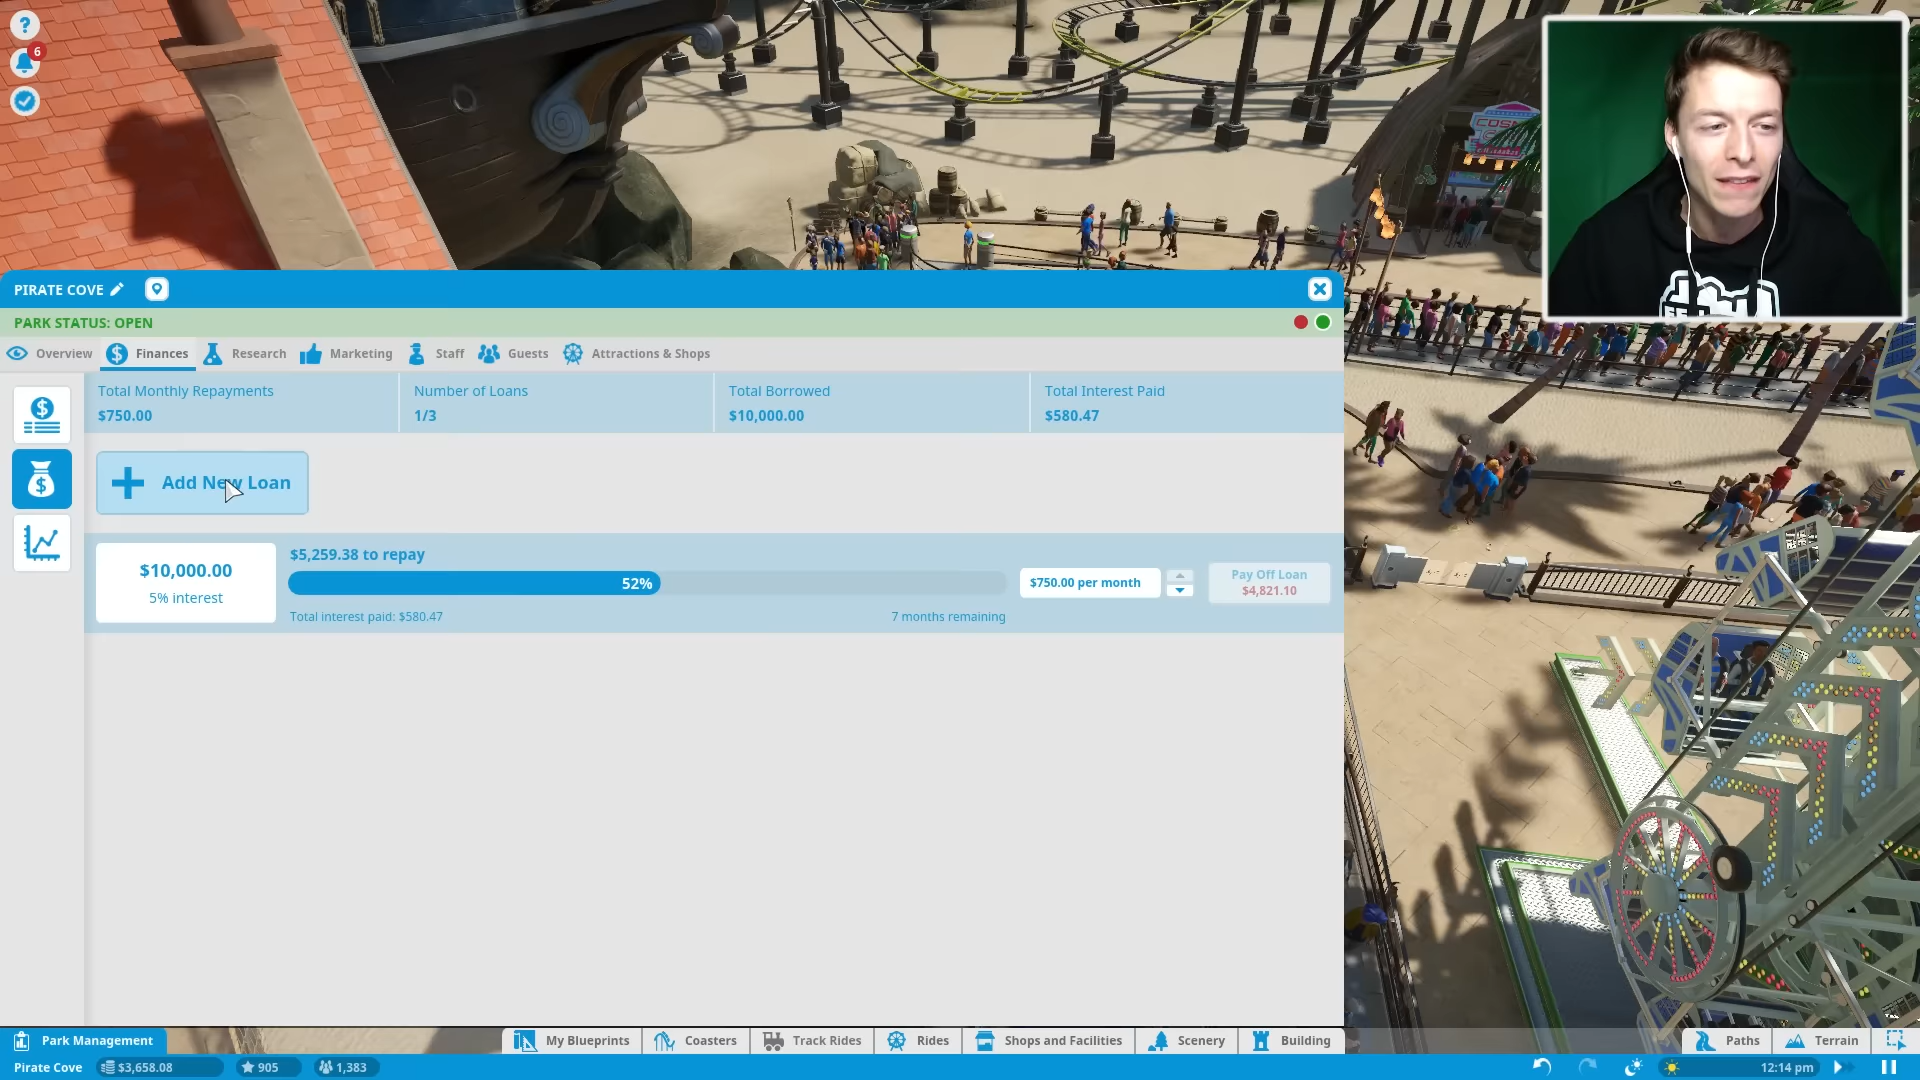 ?
6
PIRATE COVE
PARK STATUS: OPEN
Overview
Finances
Research
Marketing
Staff
Guests
Attractions & Shops
Total Monthly Repayments
$750.00
Number of Loans
1/3
Total Borrowed
$10,000.00
Total Interest Paid
$580.47
Add New Loan
$10,000.00
5% interest
$5,259.38 to repay
52%
Total interest paid: $580.47
7 months remaining
$750.00 per month
Pay Off Loan
$4,821.10
Park Management
My Blueprints
Coasters
Track Rides
Rides
Shops and Facilities
Scenery
Building
Paths
Terrain
Pirate Cove
$3,658.08
905
1,383
12:14 pm